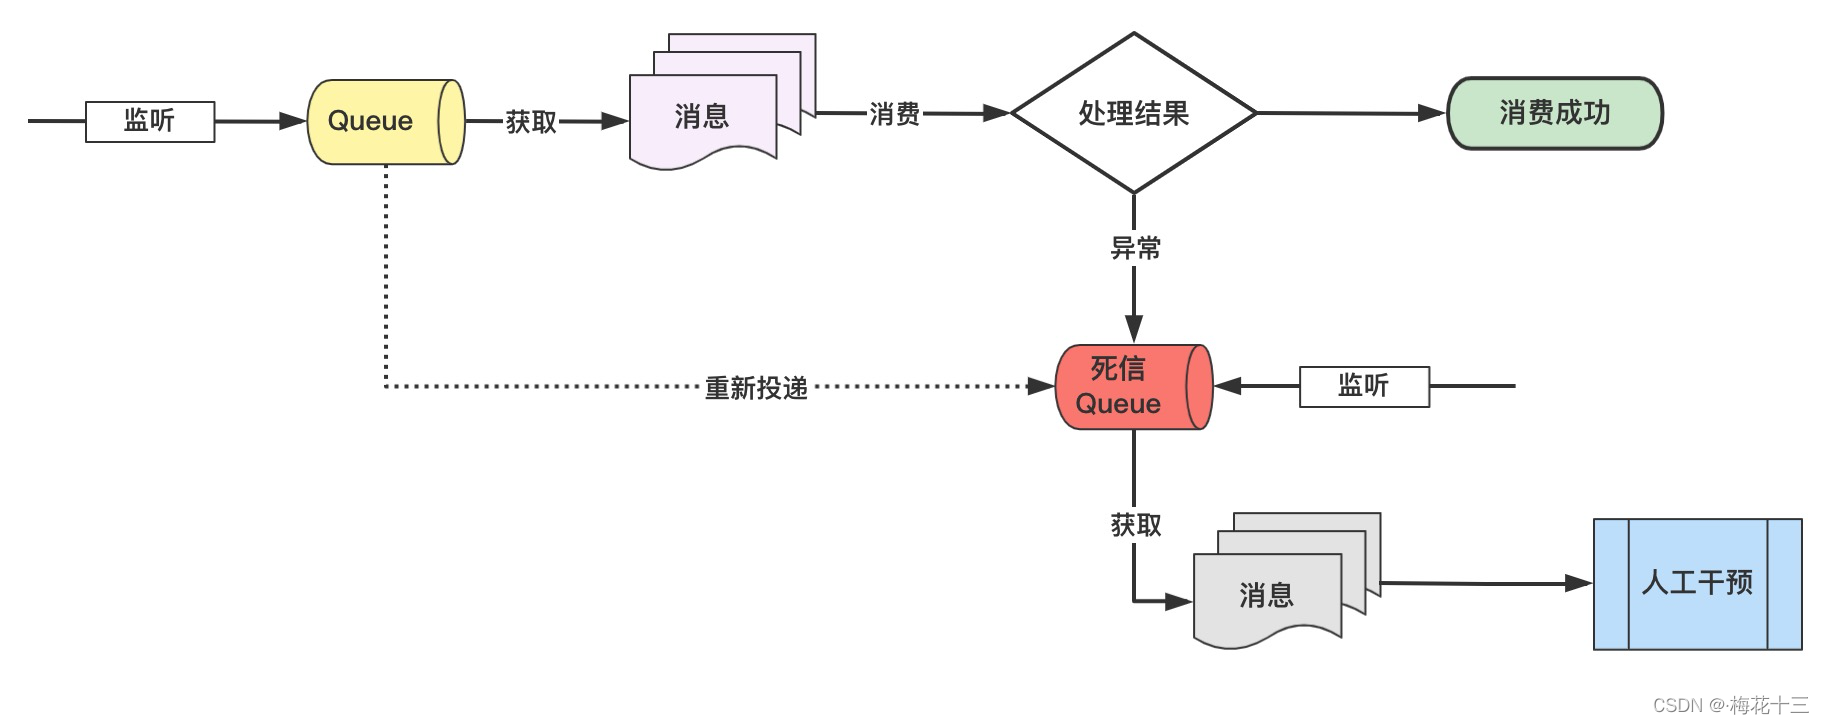 监听
Queue
获取
消息
消费
处理结果
消费成功
异常
重新投递
死信
Queue
监听
获取
消息
人工干预
CSDN @·梅花十三